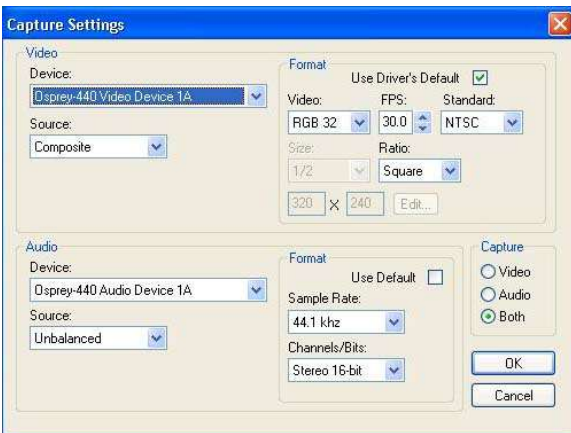 Capture Settings
Video
Device:
Osprey-440 Video Device 1A
Source:
Composite
Format
Use Driver's Default
Video: FPS: Standard:
RGB 32 30.0 NTSC
Size: Ratio:
1/2 Square
320 X 240 Edit...
Audio
Device:
Osprey-440 Audio Device 1A
Source:
Unbalanced
Format
Use Default
Sample Rate:
44.1 khz
Channels/Bits:
Stereo 16-bit
Capture
Video
Audio
Both
OK
Cancel